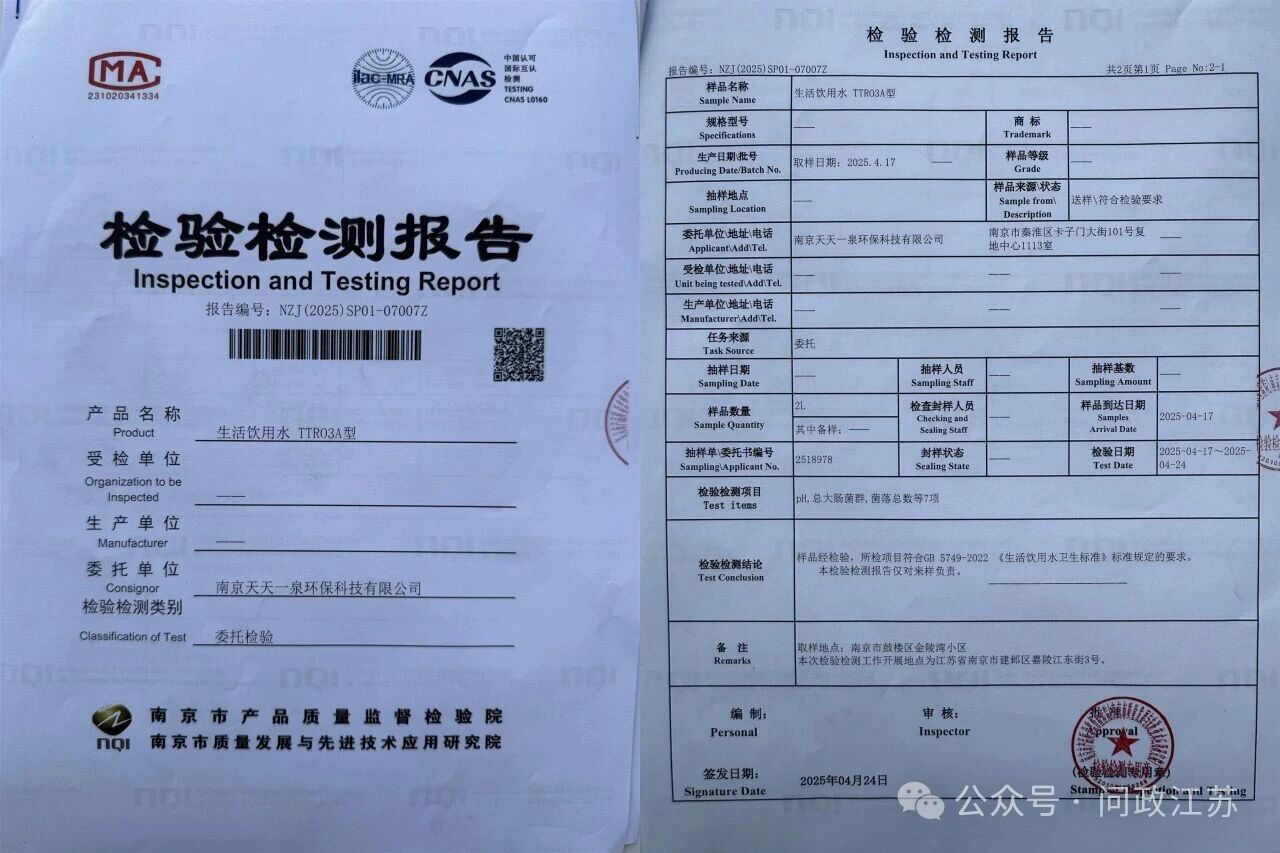 MA
231020341334
ilac-MRA
CNAS
中国认可
国际互认
检测
TESTING
CNAS L0160
检验检测报告
Inspection and Testing Report
报告编号: NZJ(2025)SP01-07007Z
产品名称
Product
生活饮用水 TTRO3A型
受检单位
Organization to be
Inspected
——
生产单位
Manufacturer
——
委托单位
Consignor
南京天天一泉环保科技有限公司
检验检测类别
Classification of Test
委托检验
NQI
南京市产品质量监督检验院
南京市质量发展与先进技术应用研究院
检验检测报告
Inspection and Testing Report
报告编号: NZJ(2025)SP01-07007Z
共2页第1页 Page No:2-1
样品名称
Sample Name
生活饮用水 TTRO3A型
规格型号
Specifications
——
商 标
Trademark
——
生产日期\批号
Producing Date/Batch No.
取样日期: 2025.4.17 ——
样品等级
Grade
——
抽样地点
Sampling Location
——
样品来源\状态
Sample from\
Description
送样\符合检验要求
委托单位\地址\电话
Applicant\Add\Tel.
南京天天一泉环保科技有限公司
南京市秦淮区卡子门大街101号复
地中心1113室
——
受检单位\地址\电话
Unit being tested\Add\Tel.
—— —— ——
生产单位\地址\电话
Manufacturer\Add\Tel.
—— —— ——
任务来源
Task Source
委托
抽样日期
Sampling Date
——
抽样人员
Sampling Staff
——
抽样基数
Sampling Amount
——
样品数量
Sample Quantity
2L
其中备样: ——
检查封样人员
Checking and
Sealing Staff
——
样品到达日期
Samples
Arrival Date
2025-04-17
抽样单\委托书编号
Sampling\Applicant No.
2518978
封样状态
Sealing State
——
检验日期
Test Date
2025-04-17～2025-
04-24
检验检测项目
Test items
pH,总大肠菌群,菌落总数等7项
检验检测结论
Test Conclusion
样品经检验，所检项目符合GB 5749-2022 《生活饮用水卫生标准》标准规定的要求。
本检验检测报告仅对来样负责。
备 注
Remarks
取样地点: 南京市鼓楼区金陵湾小区
本次检验检测工作开展地点为江苏省南京市建邺区嘉陵江东街3号。
编 制:
Personal
审 核:
Inspector
Approval
签发日期:
Signature Date
2025年04月24日
(检验检测专用章)
Stamp of Inspection and Testing
公众号·问政江苏